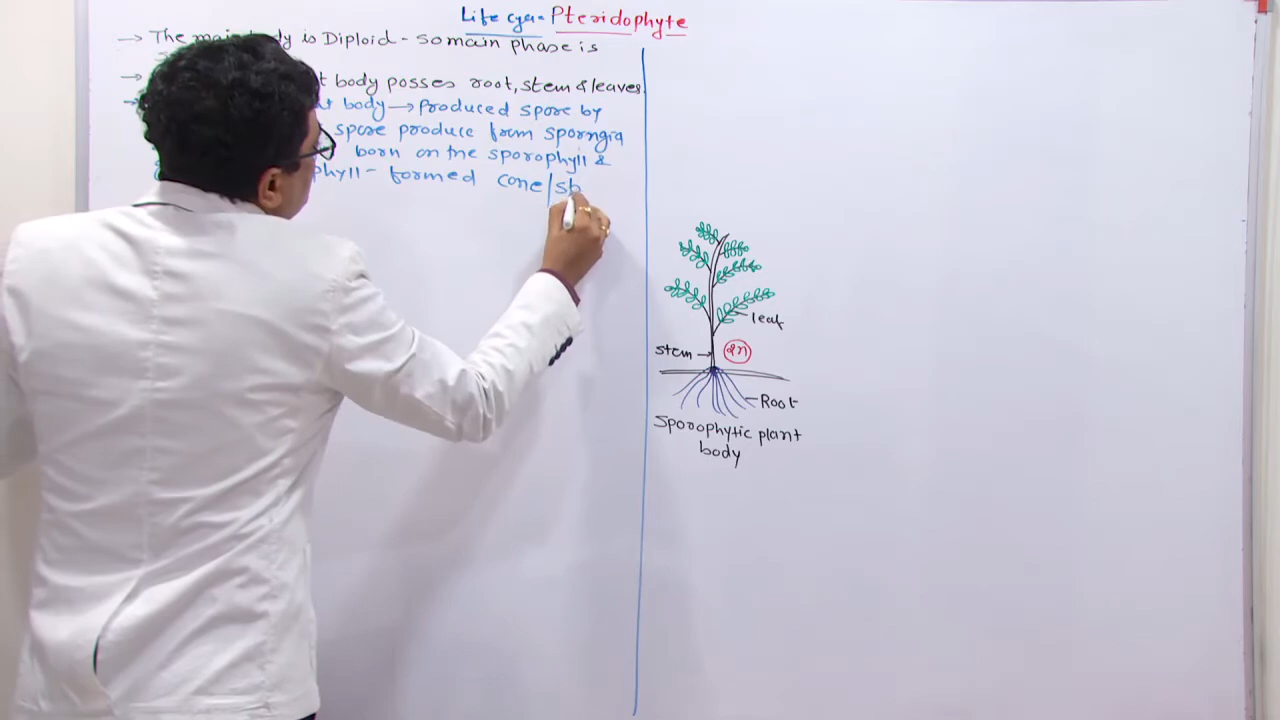 Life cycle - Pteridophyte
→ The main body is Diploid - so main phase is
→ body posses root, stem & leaves
body → Produced spore by
spore produce from sporngia
born on the sporophyll &
phyll - formed cone/sb
leaf
stem → 2n
Root
Sporophytic plant
body